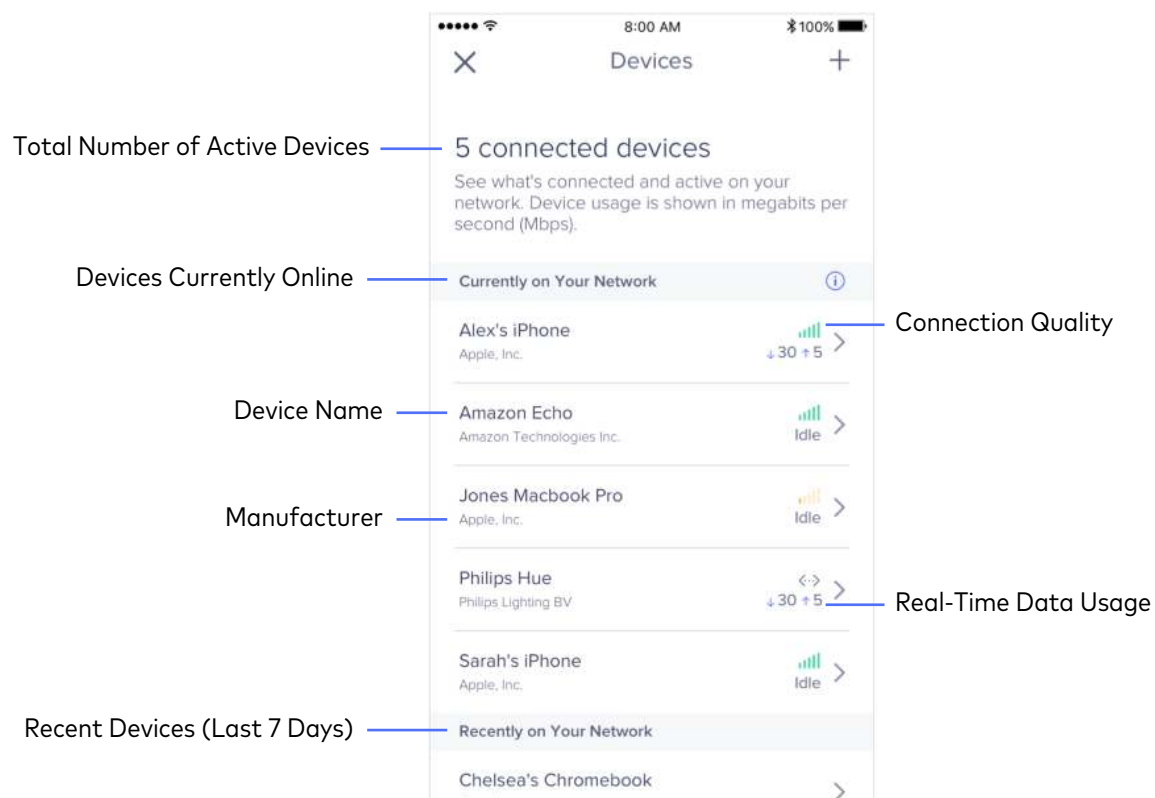 8:00 AM
100%
Devices
Total Number of Active Devices
5 connected devices
See what's connected and active on your
network. Device usage is shown in megabits per
second (Mbps).
Devices Currently Online
Currently on Your Network
Alex's iPhone
Apple, Inc.
↓30 ↑5
Connection Quality
Device Name
Amazon Echo
Amazon Technologies Inc.
Idle
Jones Macbook Pro
Manufacturer
Apple, Inc.
Idle
Philips Hue
Philips Lighting BV
↓30 ↑5
Real-Time Data Usage
Sarah's iPhone
Apple, Inc.
Idle
Recent Devices (Last 7 Days)
Recently on Your Network
Chelsea's Chromebook